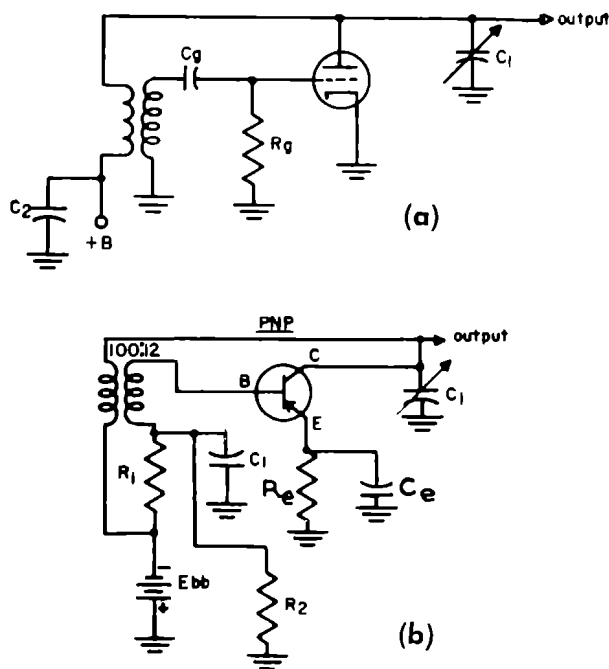 output
Cg
C1
Rg
C2
+B
(a)
PNP
output
100:12
C
B
C1
E
R1
C1
Re
Ce
Ebb
-
+
R2
(b)